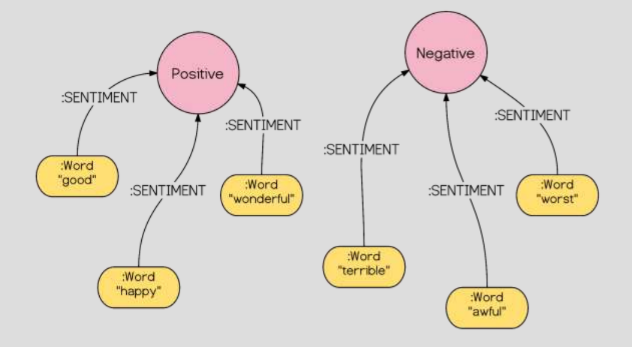 Positive
:SENTIMENT
:SENTIMENT
:SENTIMENT
:Word
"good"
:Word
"wonderful"
:Word
"happy"
Negative
:SENTIMENT
:SENTIMENT
:SENTIMENT
:Word
"worst"
:Word
"terrible"
:Word
"awful"